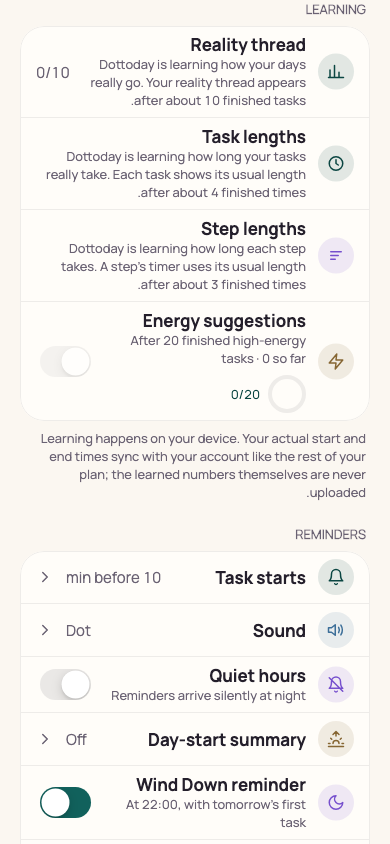 LEARNING
Reality thread
Dottoday is learning how your days
really go. Your reality thread appears
.after about 10 finished tasks
0/10
Task lengths
Dottoday is learning how long your tasks
really take. Each task shows its usual length
.after about 4 finished times
Step lengths
Dottoday is learning how long each step
takes. A step's timer uses its usual length
.after about 3 finished times
Energy suggestions
After 20 finished high-energy
tasks · 0 so far
0/20
Learning happens on your device. Your actual start and
end times sync with your account like the rest of your
plan; the learned numbers themselves are never
.uploaded
REMINDERS
Task starts
min before 10
Sound
Dot
Quiet hours
Reminders arrive silently at night
Day-start summary
Off
Wind Down reminder
At 22:00, with tomorrow's first
task